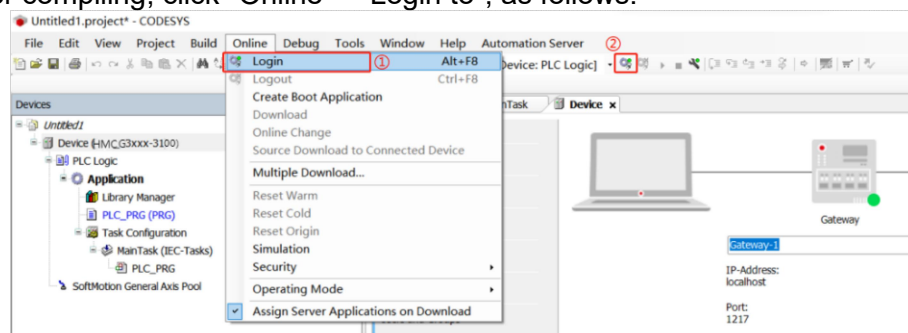 compiling, click "Online" "Login to", as follows:
Untitled1.project* - CODESYS
File Edit View Project Build Online Debug Tools Window Help Automation Server
②
Login ① Alt+F8
Logout Ctrl+F8
Create Boot Application
Download
Online Change
Source Download to Connected Device
Multiple Download...
Reset Warm
Reset Cold
Reset Origin
Simulation
Security
Operating Mode
Assign Server Applications on Download
Device: PLC Logic]
Devices
Untitled1
Device (HMC,G3xxx-3100)
PLC Logic
Application
Library Manager
PLC_PRG (PRG)
Task Configuration
MainTask (IEC-Tasks)
PLC_PRG
SoftMotion General Axis Pool
Task
Device x
Gateway
Gateway-1
IP-Address:
localhost
Port:
1217